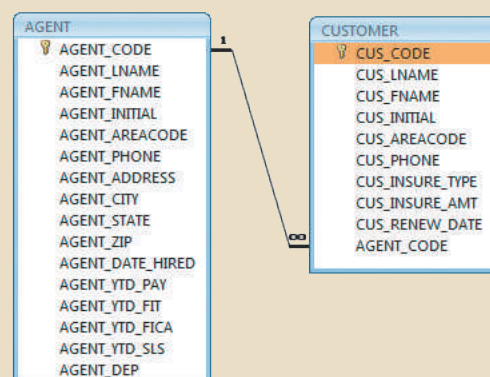 AGENT
AGENT_CODE
AGENT_LNAME
AGENT_FNAME
AGENT_INITIAL
AGENT_AREACODE
AGENT_PHONE
AGENT_ADDRESS
AGENT_CITY
AGENT_STATE
AGENT_ZIP
AGENT_DATE_HIRED
AGENT_YTD_PAY
AGENT_YTD_FIT
AGENT_YTD_FICA
AGENT_YTD_SLS
AGENT_DEP
1
∞
CUSTOMER
CUS_CODE
CUS_LNAME
CUS_FNAME
CUS_INITIAL
CUS_AREACODE
CUS_PHONE
CUS_INSURE_TYPE
CUS_INSURE_AMT
CUS_RENEW_DATE
AGENT_CODE